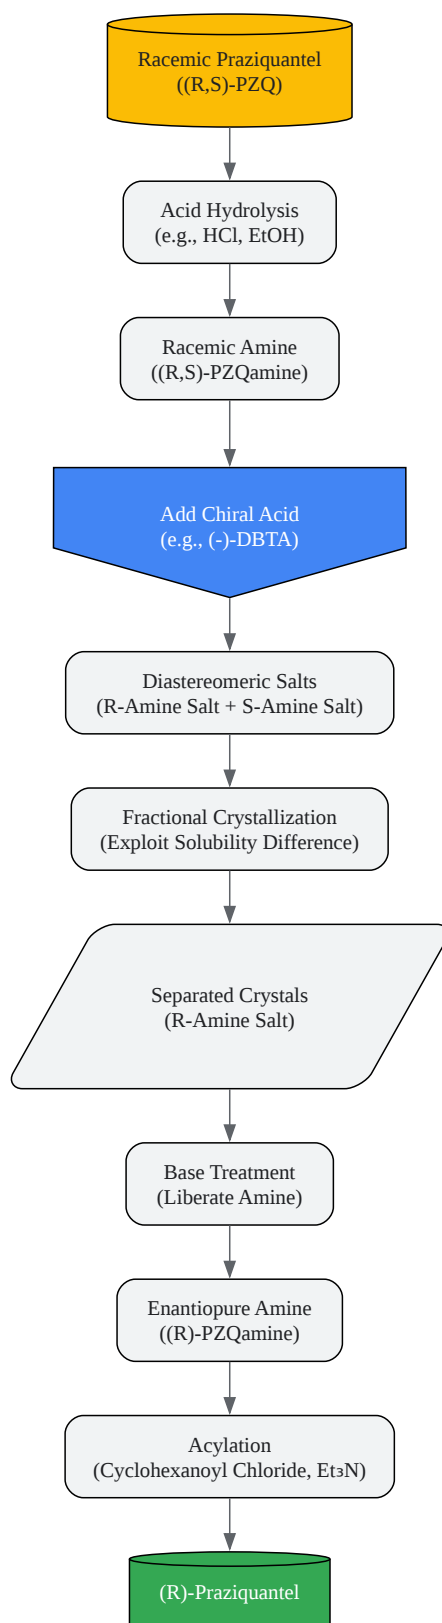 Racemic Praziquantel
((R,S)-PZQ)
Acid Hydrolysis
(e.g., HCl, EtOH)
Racemic Amine
((R,S)-PZQamine)
Add Chiral Acid
(e.g., (-)-DBTA)
Diastereomeric Salts
(R-Amine Salt + S-Amine Salt)
Fractional Crystallization
(Exploit Solubility Difference)
Separated Crystals
(R-Amine Salt)
Base Treatment
(Liberate Amine)
Enantiopure Amine
((R)-PZQamine)
Acylation
(Cyclohexanoyl Chloride, Et₃N)
(R)-Praziquantel